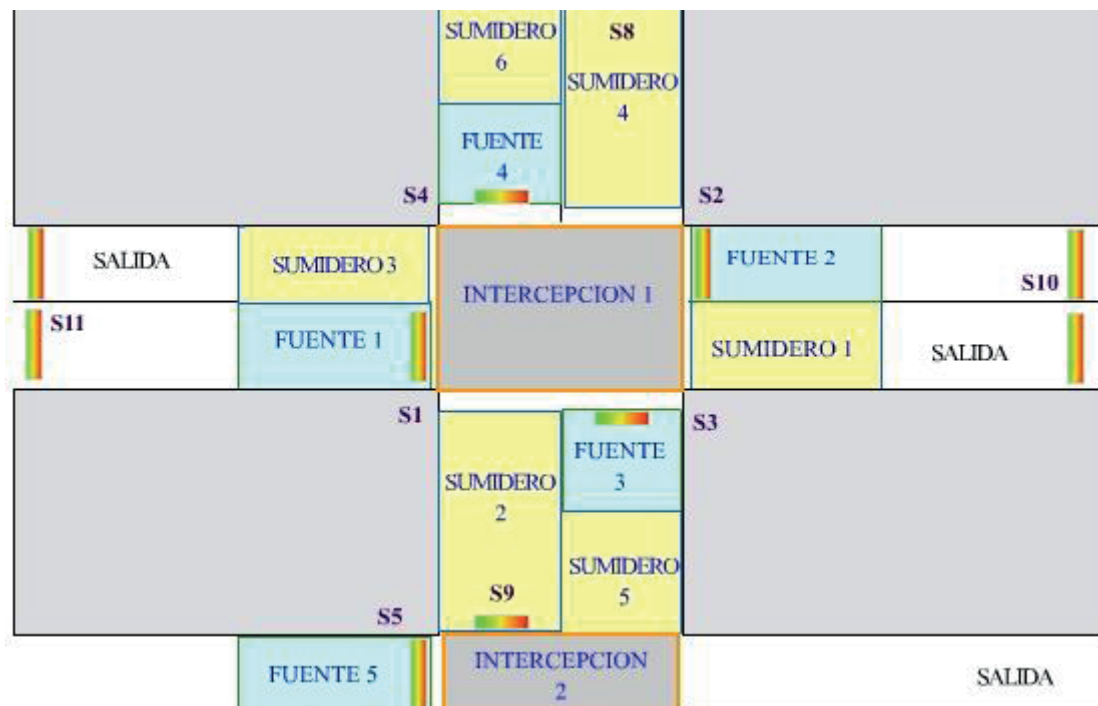 SUMIDERO
6
S8
SUMIDERO
4
FUENTE
4
S4
S2
SALIDA
SUMIDERO 3
FUENTE 2
S10
INTERCEPCION 1
S11
FUENTE 1
SUMIDERO 1
SALIDA
S1
S3
FUENTE
3
SUMIDERO
2
SUMIDERO
5
S9
S5
FUENTE 5
INTERCEPCION
2
SALIDA